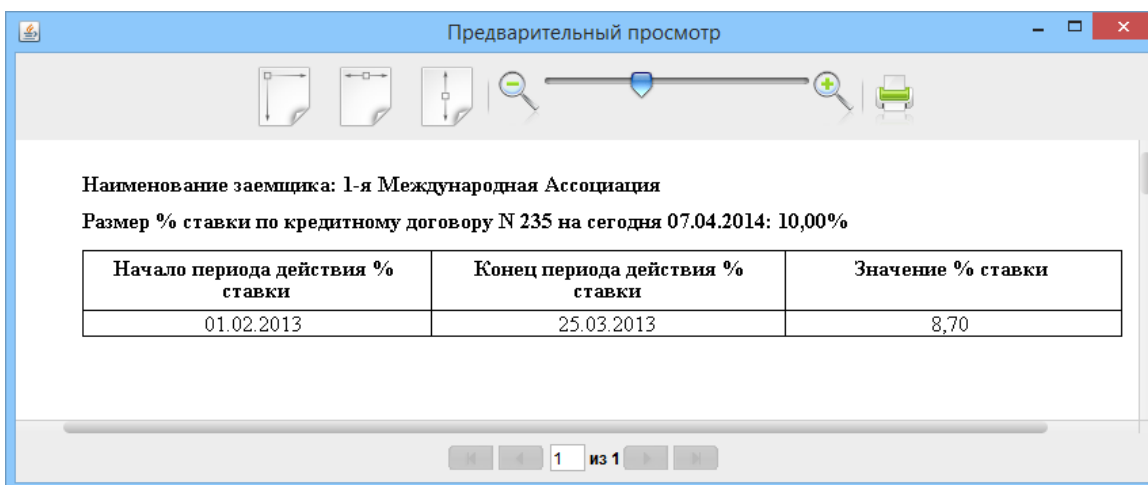 Предварительный просмотр
Наименование заемщика: 1-я Международная Ассоциация
Размер % ставки по кредитному договору N 235 на сегодня 07.04.2014: 10,00%
Начало периода действия %
ставки
Конец периода действия %
ставки
Значение % ставки
01.02.2013
25.03.2013
8,70
1 из 1